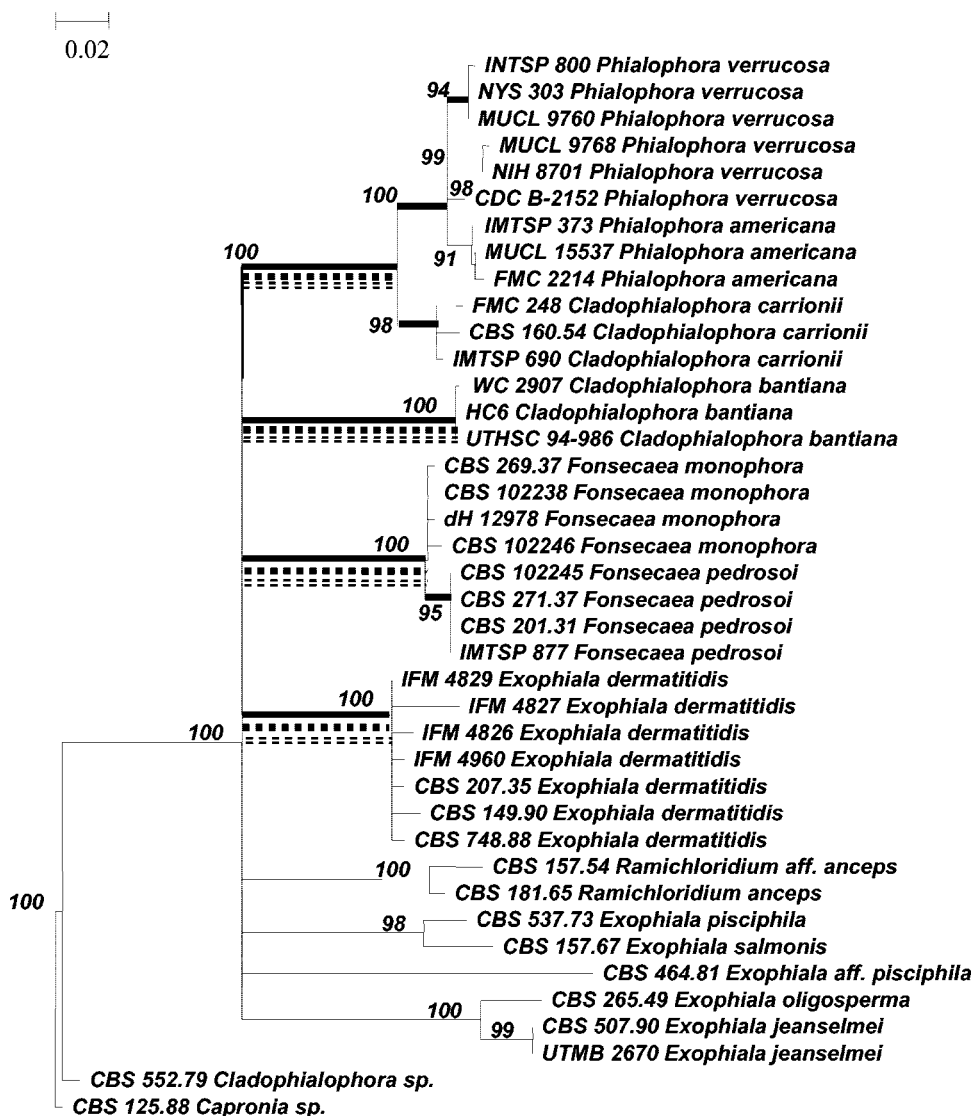 0.02
INTSP 800 Phialophora verrucosa
94 NYS 303 Phialophora verrucosa
MUCL 9760 Phialophora verrucosa
MUCL 9768 Phialophora verrucosa
99
NIH 8701 Phialophora verrucosa
100 98 CDC B-2152 Phialophora verrucosa
IMTSP 373 Phialophora americana
100 91 MUCL 15537 Phialophora americana
FMC 2214 Phialophora americana
FMC 248 Cladophialophora carrionii
98 CBS 160.54 Cladophialophora carrionii
IMTSP 690 Cladophialophora carrionii
WC 2907 Cladophialophora bantiana
100 HC6 Cladophialophora bantiana
UTHSC 94-986 Cladophialophora bantiana
CBS 269.37 Fonsecaea monophora
CBS 102238 Fonsecaea monophora
dH 12978 Fonsecaea monophora
100 CBS 102246 Fonsecaea monophora
CBS 102245 Fonsecaea pedrosoi
95 CBS 271.37 Fonsecaea pedrosoi
CBS 201.31 Fonsecaea pedrosoi
IMTSP 877 Fonsecaea pedrosoi
IFM 4829 Exophiala dermatitidis
100 IFM 4827 Exophiala dermatitidis
100 IFM 4826 Exophiala dermatitidis
IFM 4960 Exophiala dermatitidis
CBS 207.35 Exophiala dermatitidis
CBS 149.90 Exophiala dermatitidis
CBS 748.88 Exophiala dermatitidis
100 CBS 157.54 Ramichloridium aff. anceps
CBS 181.65 Ramichloridium anceps
100
98 CBS 537.73 Exophiala pisciphila
CBS 157.67 Exophiala salmonis
CBS 464.81 Exophiala aff. pisciphila
CBS 265.49 Exophiala oligosperma
100 99 CBS 507.90 Exophiala jeanselmei
UTMB 2670 Exophiala jeanselmei
CBS 552.79 Cladophialophora sp.
CBS 125.88 Capronia sp.